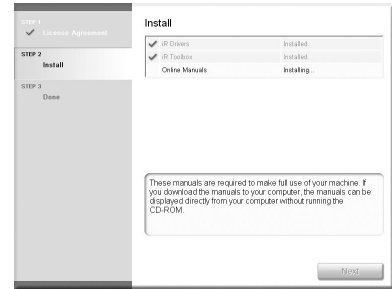 STEP 1
Licence Agreement
STEP 2
Install
STEP 3
Done
Install
iR Drivers Installed.
iR Toolbox Installed.
Online Manuals Installing...
These manuals are required to make full use of your machine. If
you download the manuals to your computer, the manuals can be
displayed directly from your computer without running the
CD-ROM.
Next